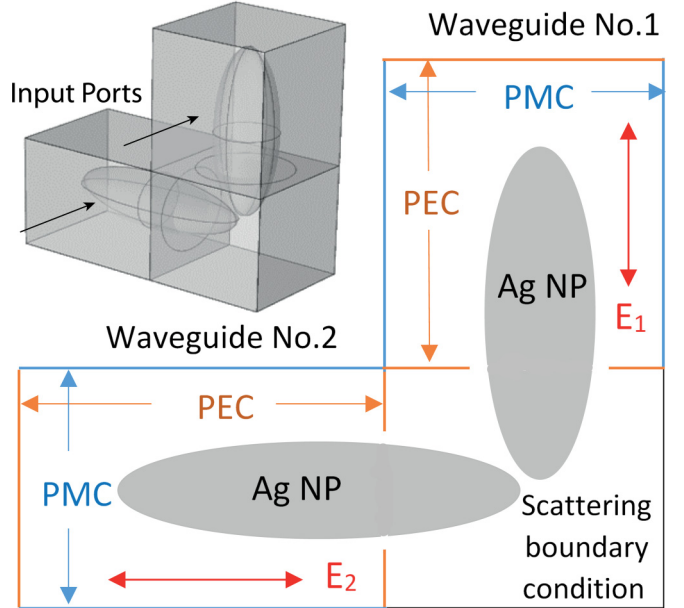 Waveguide No.1
Input Ports
PMC
PEC
Ag NP
E1
Waveguide No.2
PEC
PMC
Ag NP
E2
Scattering
boundary
condition